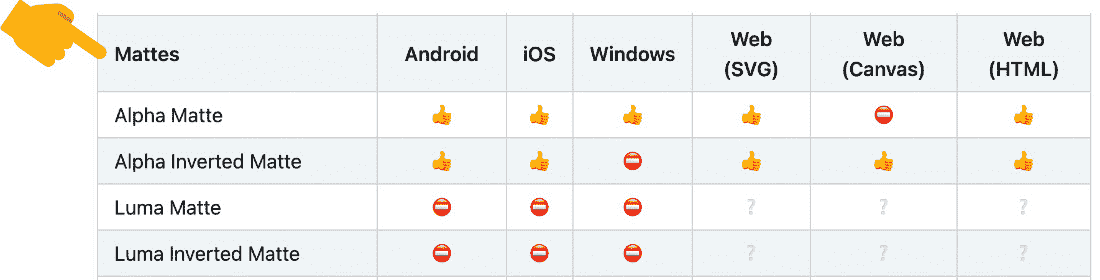 Mattes Android iOS Windows Web (SVG) Web (Canvas) Web (HTML)
Alpha Matte 👍 👍 👍 👍 ⛔ 👍
Alpha Inverted Matte 👍 👍 ⛔ 👍 👍 👍
Luma Matte ⛔ ⛔ ⛔ ? ? ?
Luma Inverted Matte ⛔ ⛔ ⛔ ? ? ?